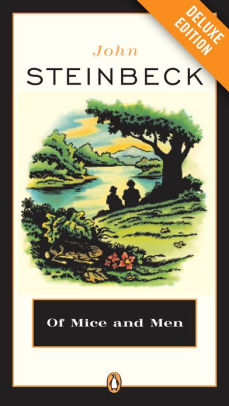 DELUXE
EDITION
John
STEINBECK
Of Mice and Men